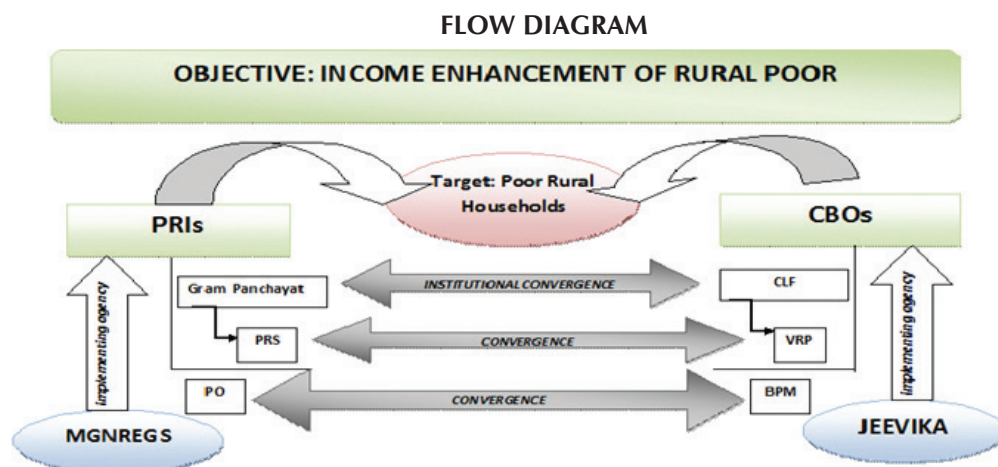 FLOW DIAGRAM
OBJECTIVE: INCOME ENHANCEMENT OF RURAL POOR
Target: Poor Rural
Households
PRIs
CBOs
Gram Panchayat
INSTITUTIONAL CONVERGENCE
CLF
PRS
CONVERGENCE
VRP
PO
CONVERGENCE
BPM
implementing agency
implementing agency
MGNREGS
JEEVIKA